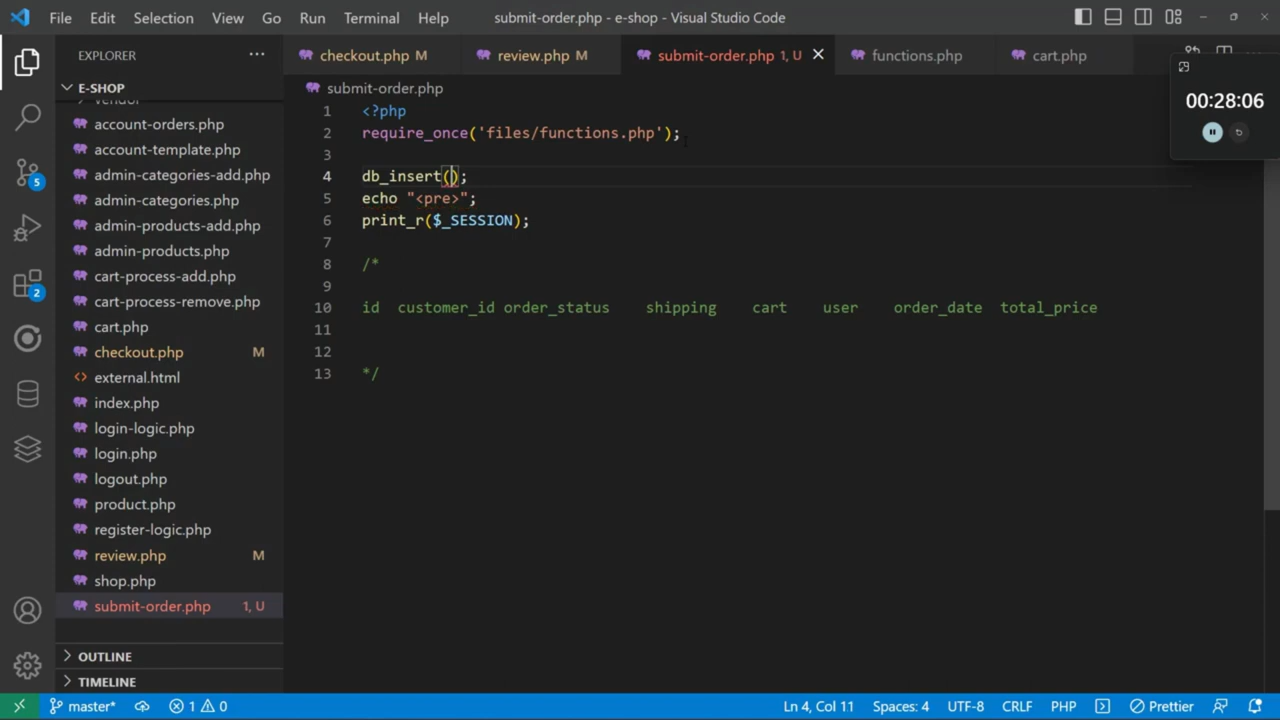 File Edit Selection View Go Run Terminal Help submit-order.php - e-shop - Visual Studio Code
EXPLORER ...
checkout.php M review.php M submit-order.php 1, U functions.php cart.php
00:28:06
E-SHOP
account-orders.php
account-template.php
admin-categories-add.php
admin-categories.php
admin-products-add.php
admin-products.php
cart-process-add.php
cart-process-remove.php
cart.php
checkout.php M
external.html
index.php
login-logic.php
login.php
logout.php
product.php
register-logic.php
review.php M
shop.php
submit-order.php 1, U
OUTLINE
TIMELINE
5
2
submit-order.php
1 <?php
2 require_once('files/functions.php');
3
4 db_insert();
5 echo "<pre>";
6 print_r($_SESSION);
7
8 /*
9
10 id customer_id order_status shipping cart user order_date total_price
11
12
13 */
master* 1 0 Ln 4, Col 11 Spaces: 4 UTF-8 CRLF PHP Prettier